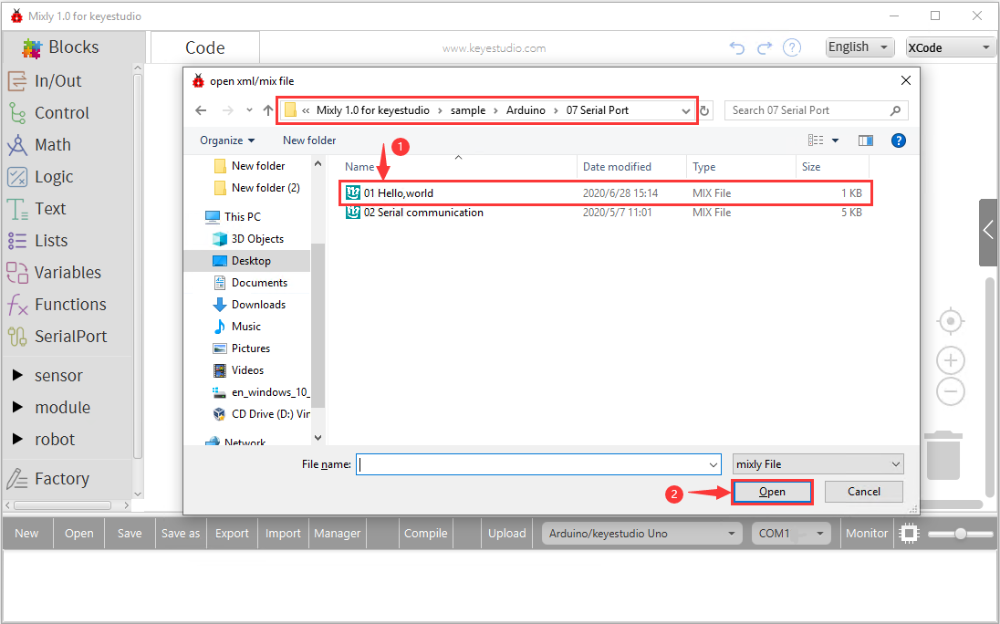 Mixly 1.0 for keyestudio
Blocks
Code
www.keyestudio.com
English
XCode
In/Out
Control
Math
Logic
Text
Lists
Variables
Functions
SerialPort
sensor
module
robot
Factory
open xml/mix file
« Mixly 1.0 for keyestudio > sample > Arduino > 07 Serial Port
Search 07 Serial Port
Organize
New folder
1
New folder
New folder (2)
This PC
3D Objects
Desktop
Documents
Downloads
Music
Pictures
Videos
en_windows_10_
CD Drive (D:) Vir
Network
Name Date modified Type Size
01 Hello,world 2020/6/28 15:14 MIX File 1 KB
02 Serial communication 2020/5/7 11:01 MIX File 5 KB
File name:
mixly File
2
Open
Cancel
New Open Save Save as Export Import Manager Compile Upload Arduino/keyestudio Uno COM1 Monitor